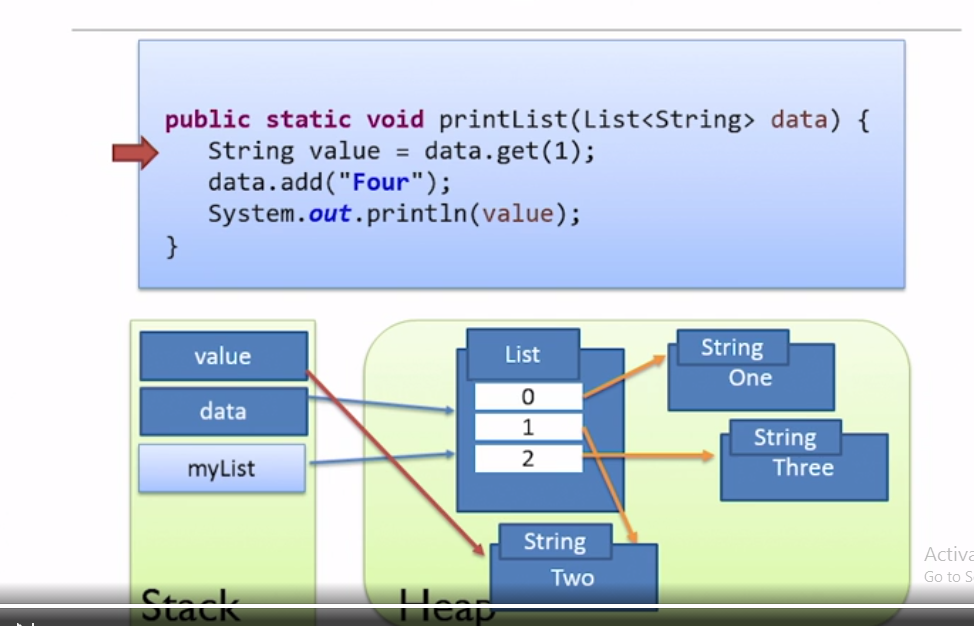 public static void printList(List<String> data) {
String value = data.get(1);
data.add("Four");
System.out.println(value);
}
value
data
myList
Stack
List
0
1
2
String
One
String
Three
String
Two
Heap
Activa
Go to S